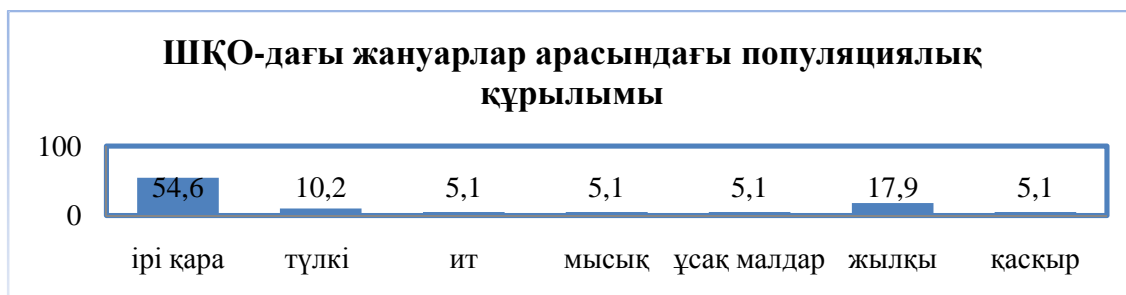 ШҚО-дағы жануарлар арасындағы популяциялық
құрылымы
100
54,6 10,2 5,1 5,1 5,1 17,9 5,1
0
ірі қара түлкі ит мысық ұсақ малдар жылқы қасқыр